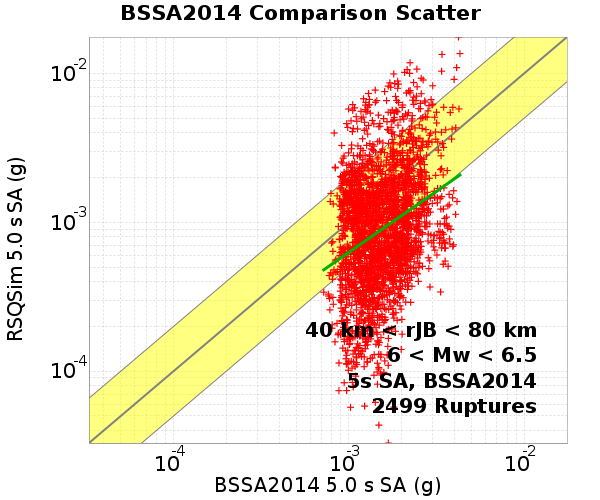 BSSA2014 Comparison Scatter
RSQSim 5.0 s SA (g)
10⁻²
10⁻³
10⁻⁴
40 km < rJB < 80 km
6 < Mw < 6.5
5s SA, BSSA2014
2499 Ruptures
10⁻⁴ 10⁻³ 10⁻²
BSSA2014 5.0 s SA (g)